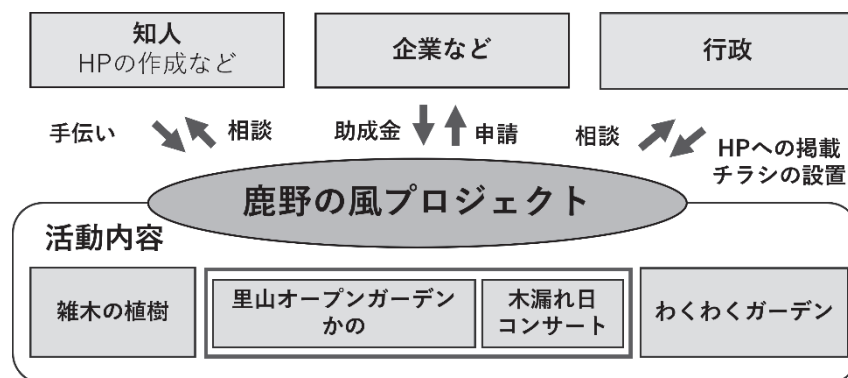 知人
HPの作成など
企業など
行政
手伝い
相談
助成金
申請
相談
HPへの掲載
チラシの設置
鹿野の風プロジェクト
活動内容
雑木の植樹
里山オープンガーデン
かの
木漏れ日
コンサート
わくわくガーデン